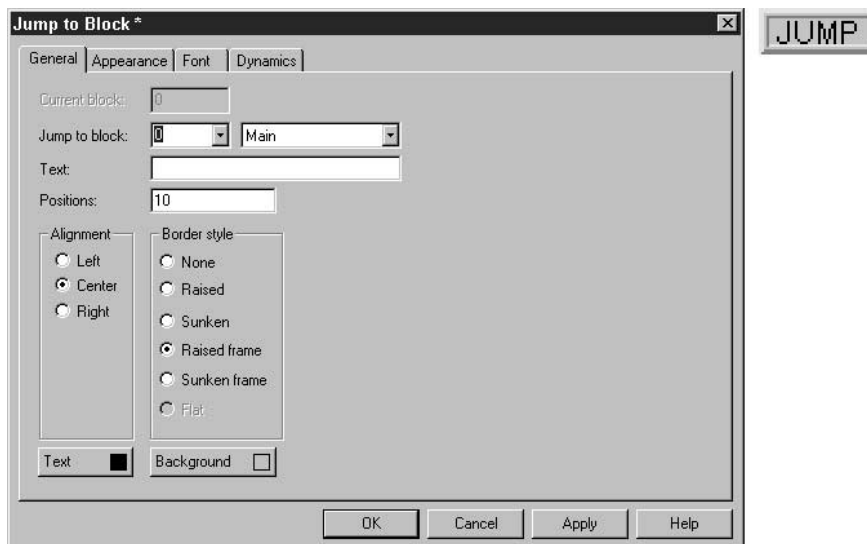 Jump to Block *
JUMP
General Appearance Font Dynamics
Current block: 0
Jump to block: 0 Main
Text:
Positions: 10
Alignment
Left
Center
Right
Border style
None
Raised
Sunken
Raised frame
Sunken frame
Flat
Text Background
OK Cancel Apply Help